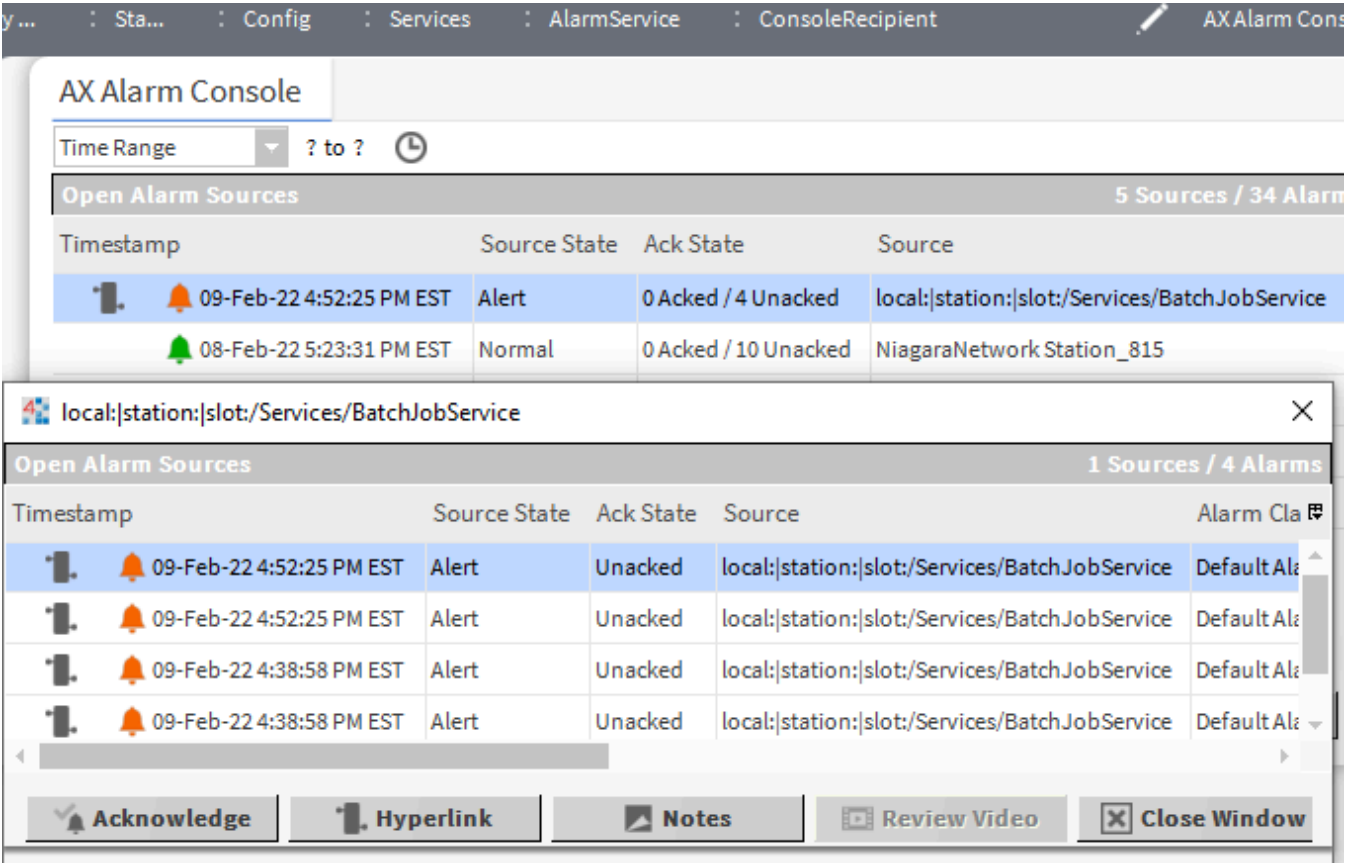 y ... : Sta... : Config : Services : AlarmService : ConsoleRecipient AX Alarm Cons
AX Alarm Console
Time Range ? to ?
Open Alarm Sources 5 Sources / 34 Alarm
Timestamp Source State Ack State Source
09-Feb-22 4:52:25 PM EST Alert 0 Acked / 4 Unacked local:|station:|slot:/Services/BatchJobService
08-Feb-22 5:23:31 PM EST Normal 0 Acked / 10 Unacked NiagaraNetwork Station_815
local:|station:|slot:/Services/BatchJobService
Open Alarm Sources 1 Sources / 4 Alarms
Timestamp Source State Ack State Source Alarm Cla
09-Feb-22 4:52:25 PM EST Alert Unacked local:|station:|slot:/Services/BatchJobService Default Ala
09-Feb-22 4:52:25 PM EST Alert Unacked local:|station:|slot:/Services/BatchJobService Default Ala
09-Feb-22 4:38:58 PM EST Alert Unacked local:|station:|slot:/Services/BatchJobService Default Ala
09-Feb-22 4:38:58 PM EST Alert Unacked local:|station:|slot:/Services/BatchJobService Default Ala
Acknowledge Hyperlink Notes Review Video Close Window